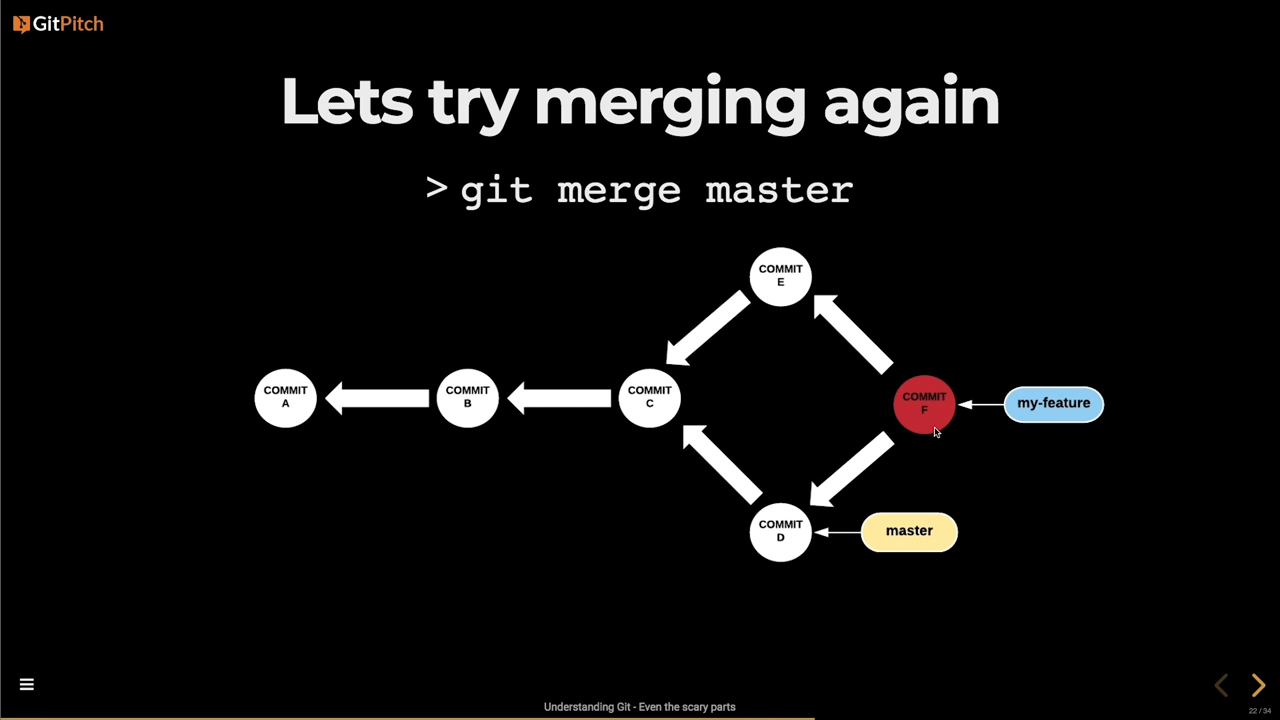 GitPitch
Lets try merging again
> git merge master
COMMIT
E
COMMIT
A
COMMIT
B
COMMIT
C
COMMIT
F
my-feature
COMMIT
D
master
Understanding Git - Even the scary parts
22 / 34